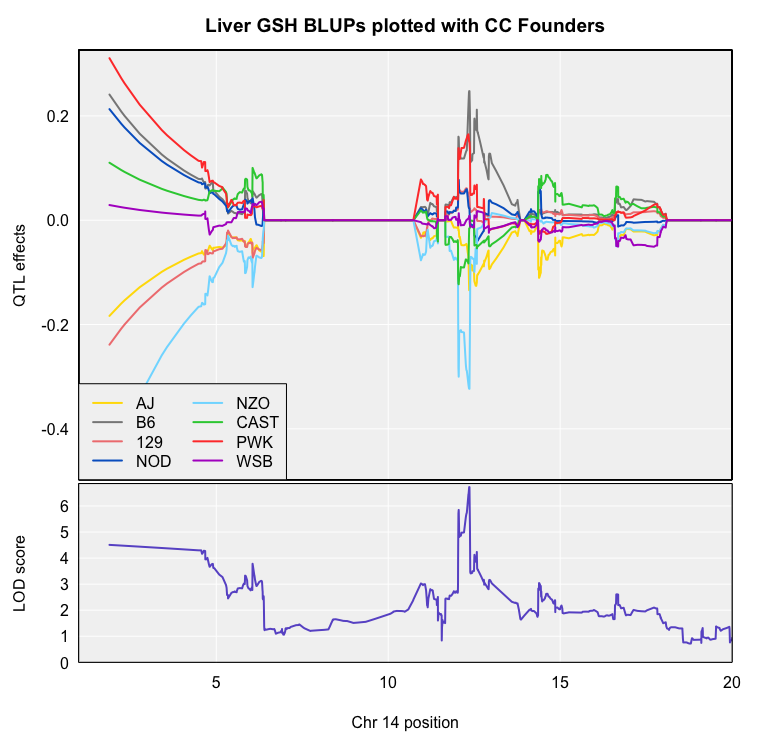 Liver GSH BLUPs plotted with CC Founders
QTL effects
0.2
0.0
-0.2
-0.4
AJ NZO
B6 CAST
129 PWK
NOD WSB
LOD score
6
5
4
3
2
1
0
5 10 15 20
Chr 14 position